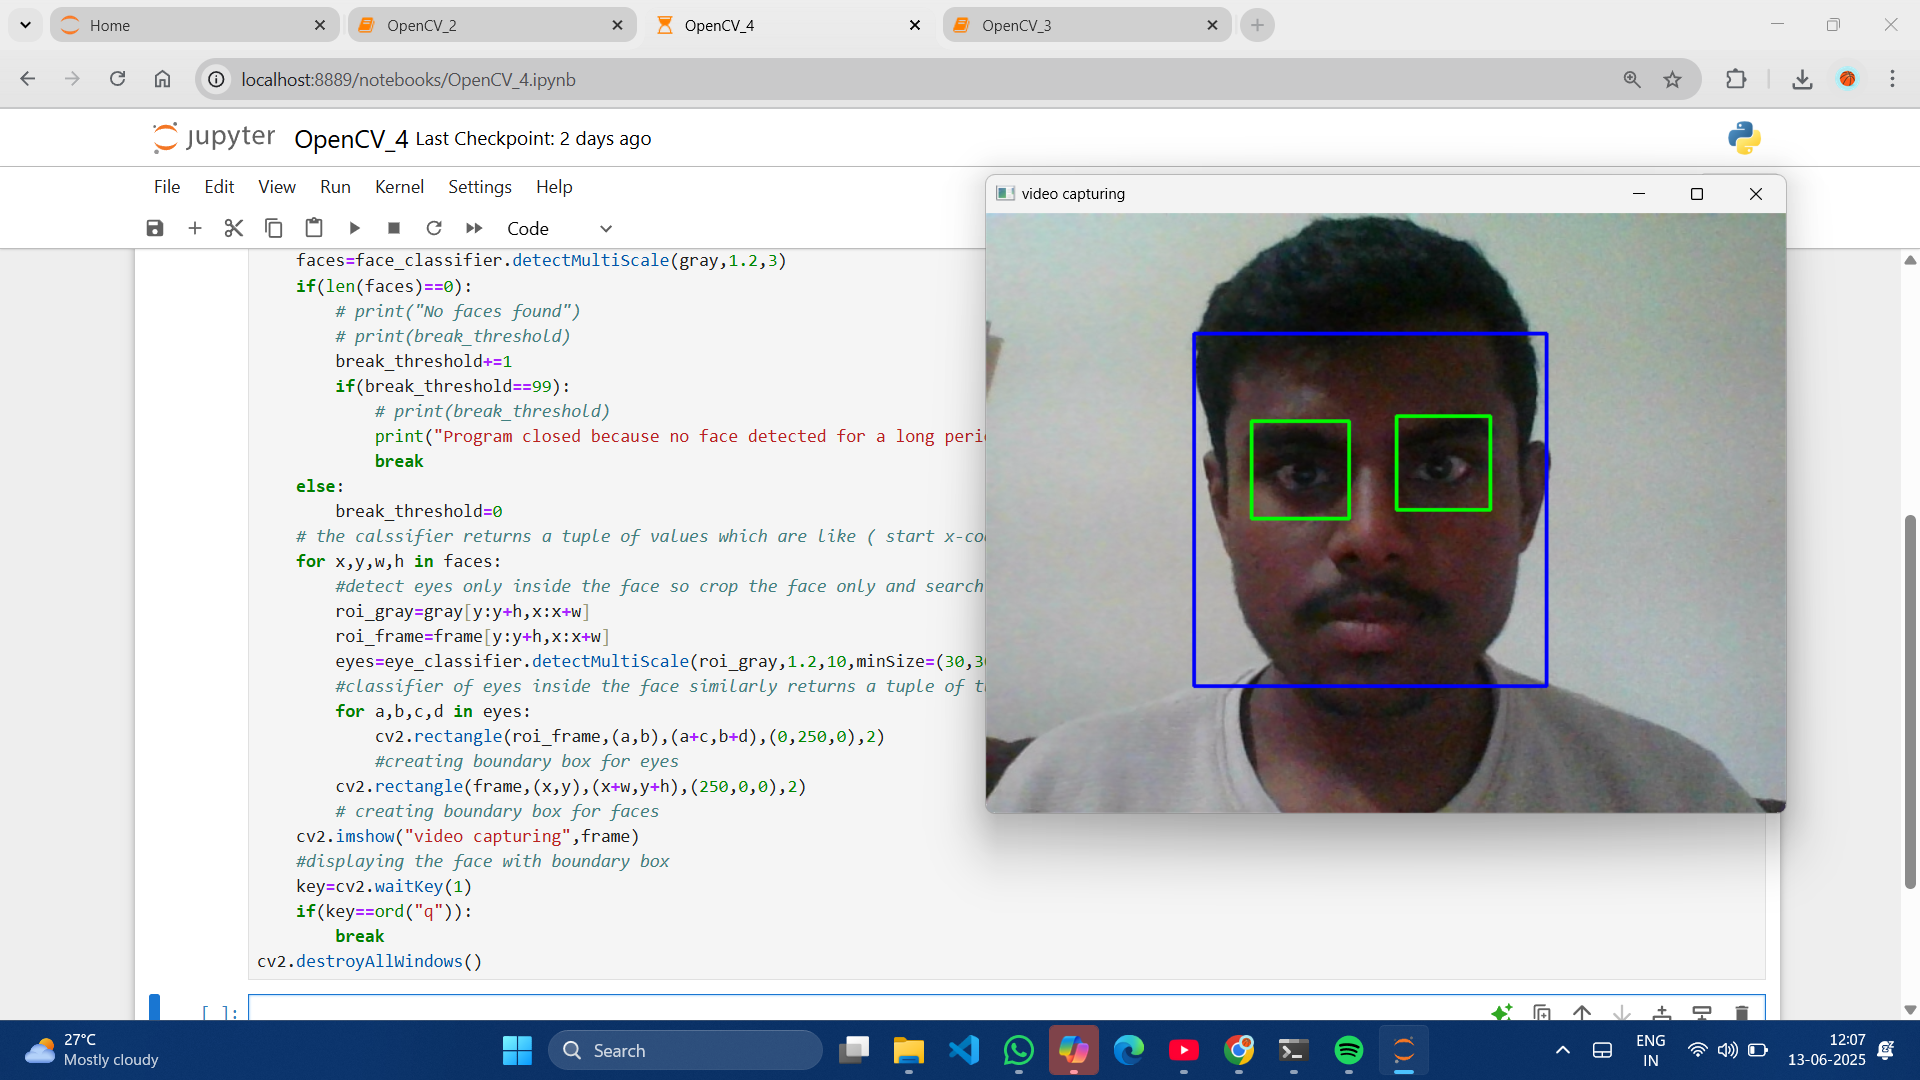 Home
OpenCV_2
OpenCV_4
OpenCV_3
localhost:8889/notebooks/OpenCV_4.ipynb
jupyter OpenCV_4 Last Checkpoint: 2 days ago
File Edit View Run Kernel Settings Help
Code
video capturing
faces=face_classifier.detectMultiScale(gray,1.2,3)
if(len(faces)==0):
# print("No faces found")
# print(break_threshold)
break_threshold+=1
if(break_threshold==99):
# print(break_threshold)
print("Program closed because no face detected for a long peri
break
else:
break_threshold=0
# the calssifier returns a tuple of values which are like ( start x-co
for x,y,w,h in faces:
#detect eyes only inside the face so crop the face only and search
roi_gray=gray[y:y+h,x:x+w]
roi_frame=frame[y:y+h,x:x+w]
eyes=eye_classifier.detectMultiScale(roi_gray,1.2,10,minSize=(30,3
#classifier of eyes inside the face similarly returns a tuple of t
for a,b,c,d in eyes:
cv2.rectangle(roi_frame,(a,b),(a+c,b+d),(0,250,0),2)
#creating boundary box for eyes
cv2.rectangle(frame,(x,y),(x+w,y+h),(250,0,0),2)
# creating boundary box for faces
cv2.imshow("video capturing",frame)
#displaying the face with boundary box
key=cv2.waitKey(1)
if(key==ord("q")):
break
cv2.destroyAllWindows()
[ ]:
27°C
Mostly cloudy
Search
ENG
IN
12:07
13-06-2025